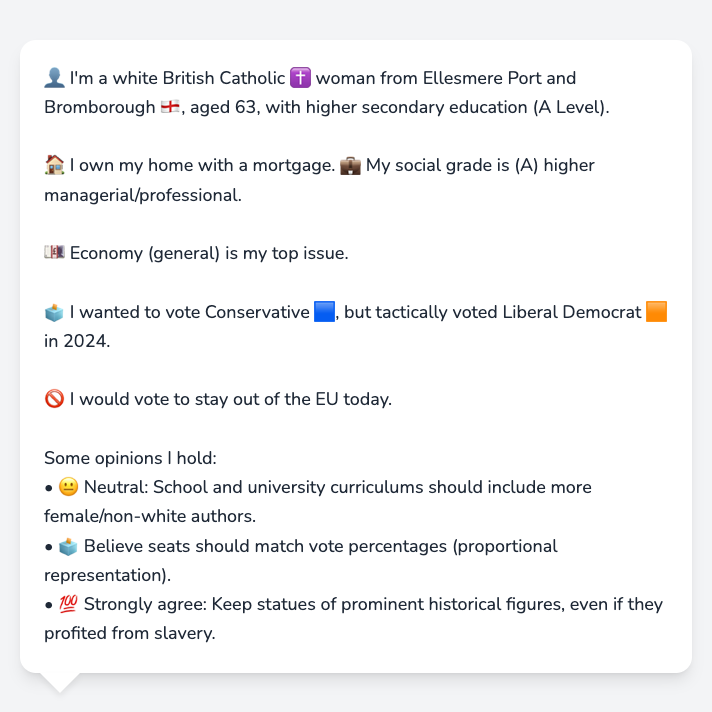 👤 I'm a white British Catholic ✝️ woman from Ellesmere Port and
Bromborough 🏴󠁧󠁢󠁥󠁮󠁧󠁿, aged 63, with higher secondary education (A Level).
🏠 I own my home with a mortgage. 💼 My social grade is (A) higher
managerial/professional.
💷 Economy (general) is my top issue.
🗳️ I wanted to vote Conservative 🟦, but tactically voted Liberal Democrat 🟧
in 2024.
🚫 I would vote to stay out of the EU today.
Some opinions I hold:
• 😐 Neutral: School and university curriculums should include more
female/non-white authors.
• 🗳️ Believe seats should match vote percentages (proportional
representation).
• 💯 Strongly agree: Keep statues of prominent historical figures, even if they
profited from slavery.